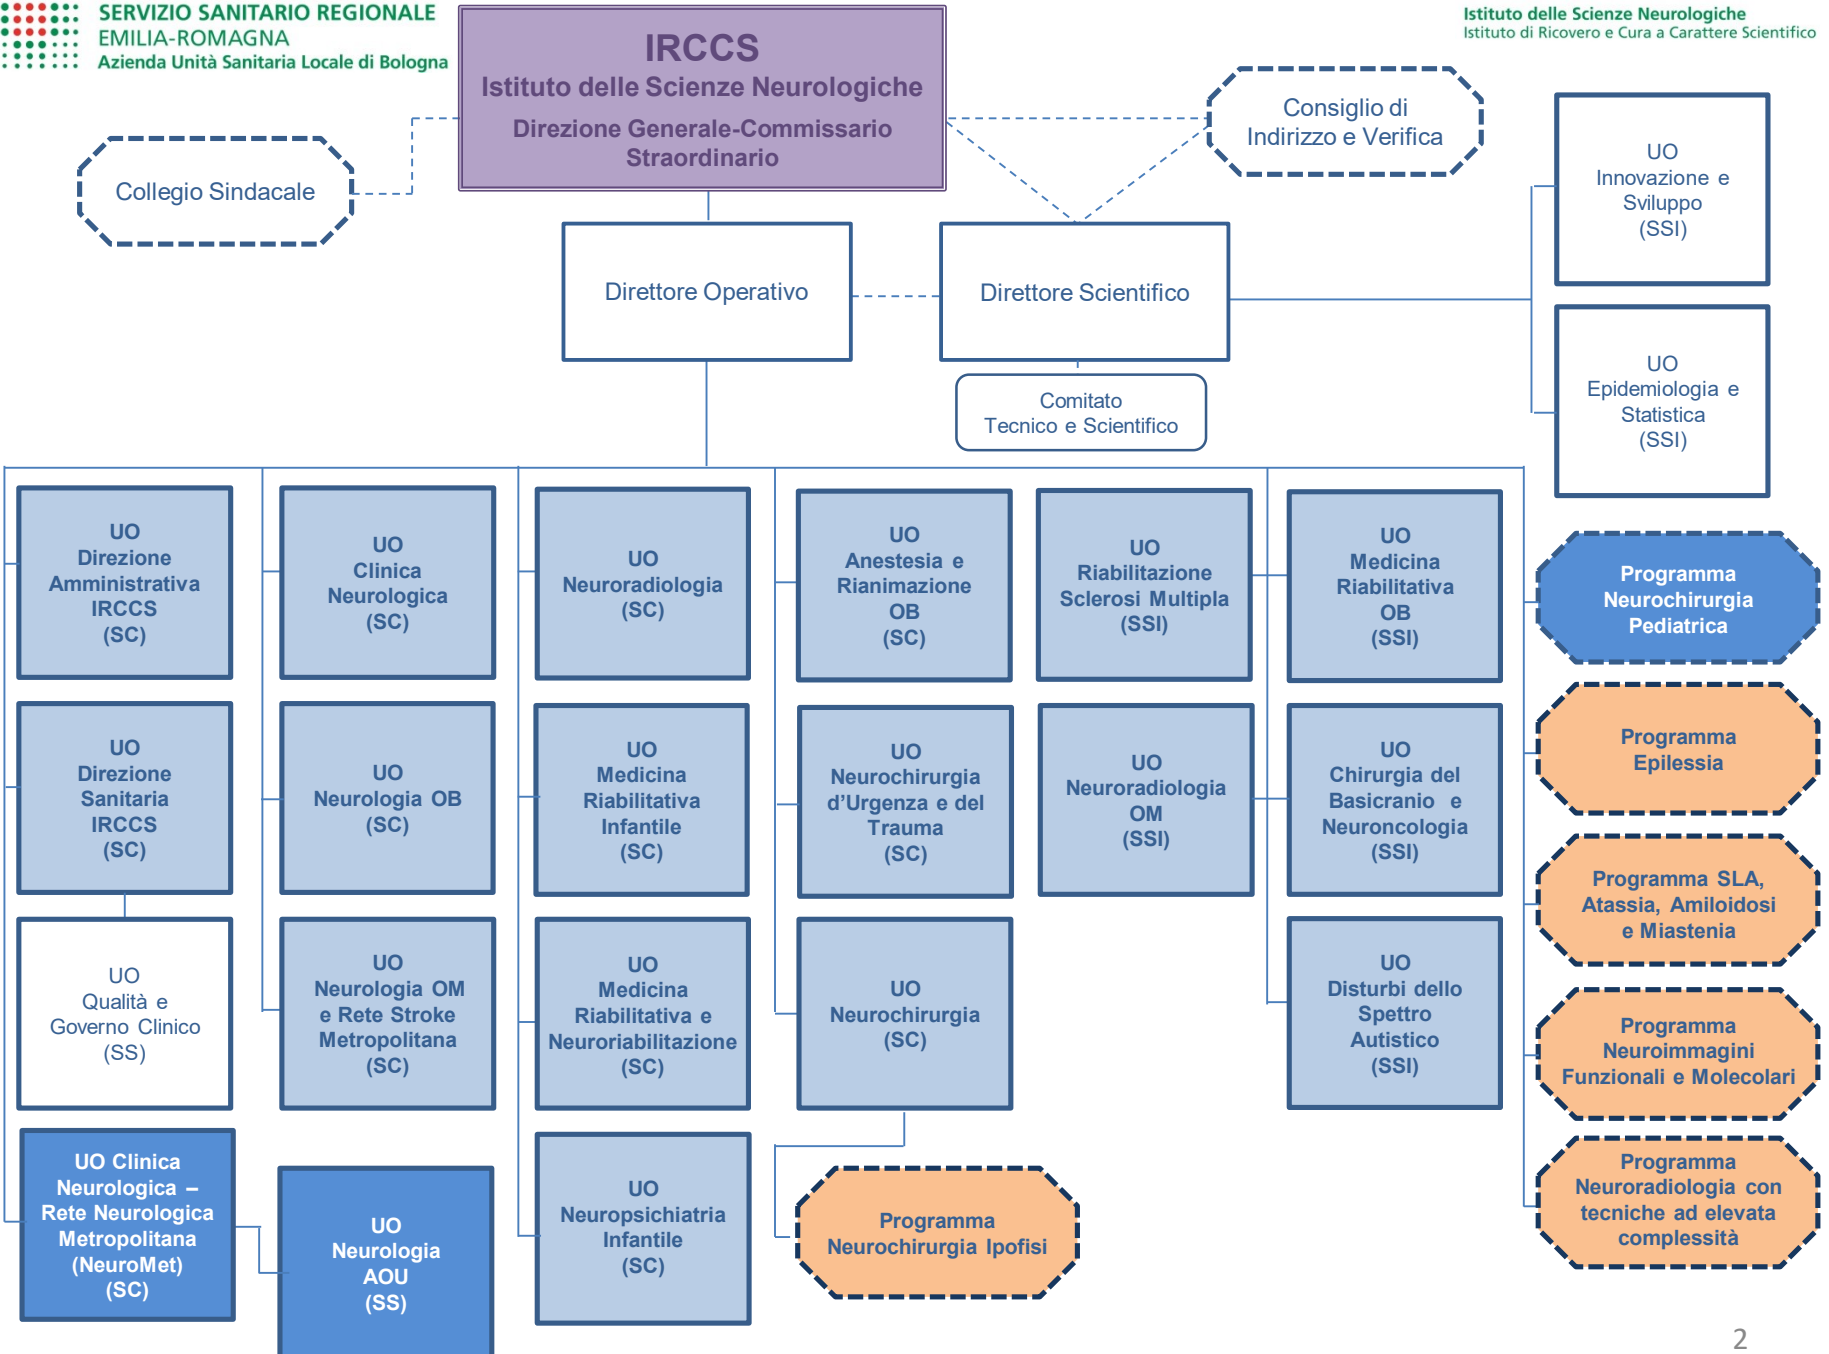 SERVIZIO SANITARIO REGIONALE
EMILIA-ROMAGNA
Azienda Unità Sanitaria Locale di Bologna
Istituto delle Scienze Neurologiche
Istituto di Ricovero e Cura a Carattere Scientifico
IRCCS
Istituto delle Scienze Neurologiche
Direzione Generale-Commissario
Straordinario
Collegio Sindacale
Consiglio di
Indirizzo e Verifica
UO
Innovazione e
Sviluppo
(SSI)
Direttore Operativo
Direttore Scientifico
Comitato
Tecnico e Scientifico
UO
Epidemiologia e
Statistica
(SSI)
UO
Direzione
Amministrativa
IRCCS
(SC)
UO
Clinica
Neurologica
(SC)
UO
Neuroradiologia
(SC)
UO
Anestesia e
Rianimazione
OB
(SC)
UO
Riabilitazione
Sclerosi Multipla
(SSI)
UO
Medicina
Riabilitativa
OB
(SSI)
Programma
Neurochirurgia
Pediatrica
UO
Direzione
Sanitaria
IRCCS
(SC)
UO
Neurologia OB
(SC)
UO
Medicina
Riabilitativa
Infantile
(SC)
UO
Neurochirurgia
d’Urgenza e del
Trauma
(SC)
UO
Neuroradiologia
OM
(SSI)
UO
Chirurgia del
Basicranio e
Neuroncologia
(SSI)
Programma
Epilessia
Programma SLA,
Atassia, Amiloidosi
e Miastenia
UO
Qualità e
Governo Clinico
(SS)
UO
Neurologia OM
e Rete Stroke
Metropolitana
(SC)
UO
Medicina
Riabilitativa e
Neuroriabilitazione
(SC)
UO
Neurochirurgia
(SC)
UO
Disturbi dello
Spettro
Autistico
(SSI)
Programma
Neuroimmagini
Funzionali e Molecolari
UO Clinica
Neurologica –
Rete Neurologica
Metropolitana
(NeuroMet)
(SC)
UO
Neurologia
AOU
(SS)
UO
Neuropsichiatria
Infantile
(SC)
Programma
Neurochirurgia Ipofisi
Programma
Neuroradiologia con
tecniche ad elevata
complessità
2